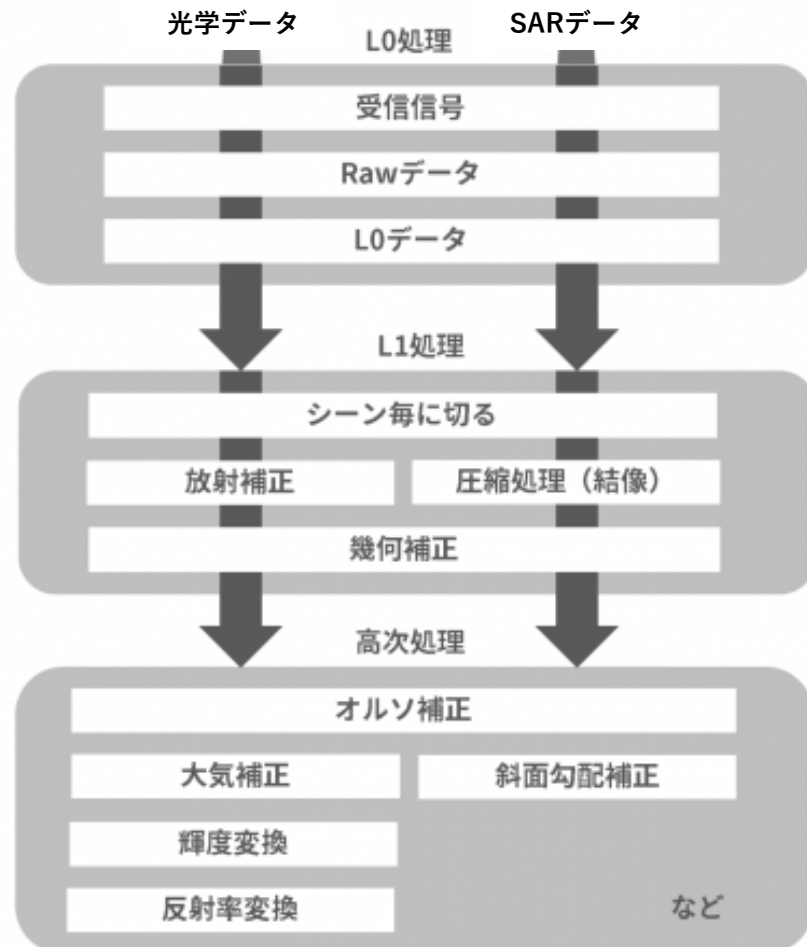 光学データ
SARデータ
L0処理
受信信号
Rawデータ
L0データ
L1処理
シーン毎に切る
放射補正
圧縮処理（結像）
幾何補正
高次処理
オルソ補正
大気補正
斜面勾配補正
輝度変換
反射率変換
など